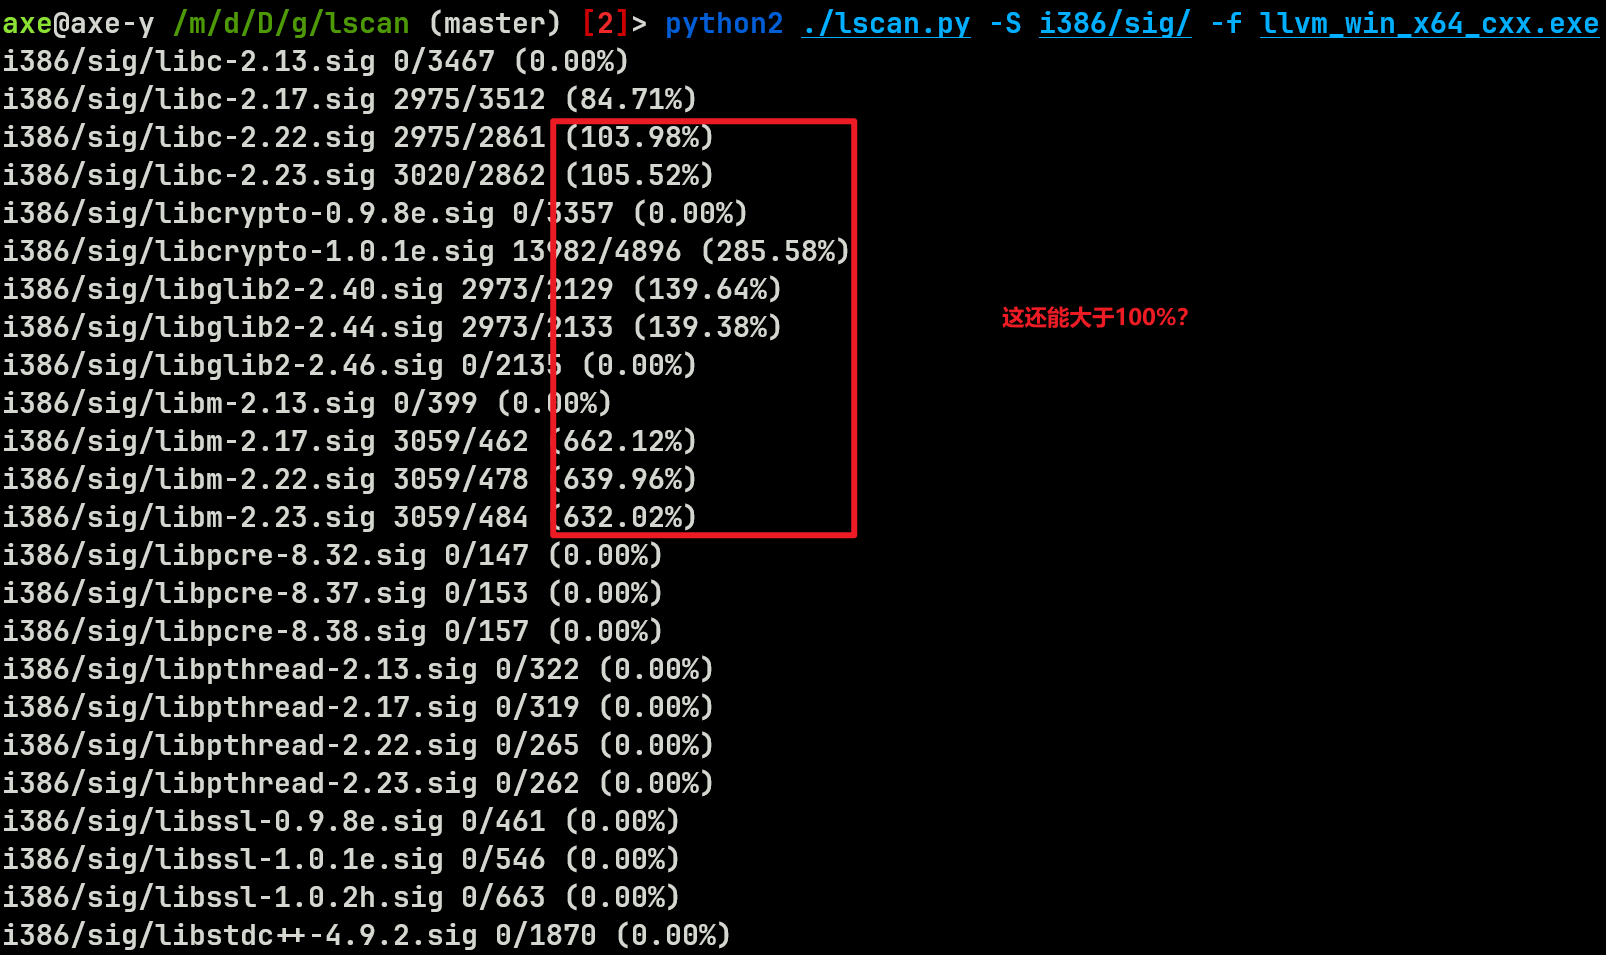 axe@axe-y /m/d/D/g/lscan (master) [2]> python2 ./lscan.py -S i386/sig/ -f llvm_win_x64_cxx.exe
i386/sig/libc-2.13.sig 0/3467 (0.00%)
i386/sig/libc-2.17.sig 2975/3512 (84.71%)
i386/sig/libc-2.22.sig 2975/2861 (103.98%)
i386/sig/libc-2.23.sig 3020/2862 (105.52%)
i386/sig/libcrypto-0.9.8e.sig 0/3357 (0.00%)
i386/sig/libcrypto-1.0.1e.sig 13982/4896 (285.58%)
i386/sig/libglib2-2.40.sig 2973/2129 (139.64%)
这还能大于100%?
i386/sig/libglib2-2.44.sig 2973/2133 (139.38%)
i386/sig/libglib2-2.46.sig 0/2135 (0.00%)
i386/sig/libm-2.13.sig 0/399 (0.00%)
i386/sig/libm-2.17.sig 3059/462 (662.12%)
i386/sig/libm-2.22.sig 3059/478 (639.96%)
i386/sig/libm-2.23.sig 3059/484 (632.02%)
i386/sig/libpcre-8.32.sig 0/147 (0.00%)
i386/sig/libpcre-8.37.sig 0/153 (0.00%)
i386/sig/libpcre-8.38.sig 0/157 (0.00%)
i386/sig/libpthread-2.13.sig 0/322 (0.00%)
i386/sig/libpthread-2.17.sig 0/319 (0.00%)
i386/sig/libpthread-2.22.sig 0/265 (0.00%)
i386/sig/libpthread-2.23.sig 0/262 (0.00%)
i386/sig/libssl-0.9.8e.sig 0/461 (0.00%)
i386/sig/libssl-1.0.1e.sig 0/546 (0.00%)
i386/sig/libssl-1.0.2h.sig 0/663 (0.00%)
i386/sig/libstdc++-4.9.2.sig 0/1870 (0.00%)